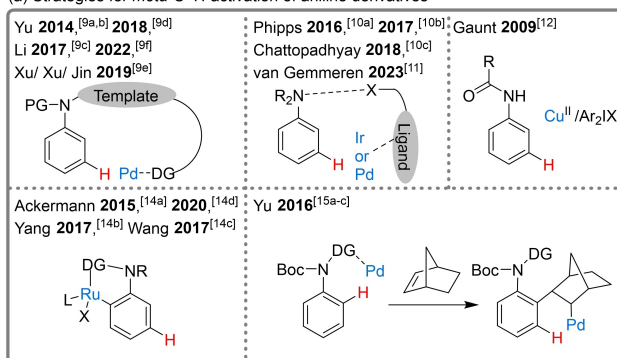 (a) Strategies for meta-C–H activation of aniline derivatives
Yu 2014,[9a,b] 2018,[9d]
Li 2017,[9c] 2022,[9f]
Xu/ Xu/ Jin 2019[9e]
Template
PG N
H
Pd DG
Phipps 2016,[10a] 2017,[10b]
Chattopadhyay 2018,[10c]
van Gemmeren 2023[11]
R2N X
Ir
or
Pd
Ligand
H
Gaunt 2009[12]
R
O NH
CuII /Ar2IX
H
Ackermann 2015,[14a] 2020,[14d]
Yang 2017,[14b] Wang 2017[14c]
DG NR
Ru
L
X
H
Yu 2016[15a-c]
DG
Boc N Pd
H
DG
Boc N
Pd
H